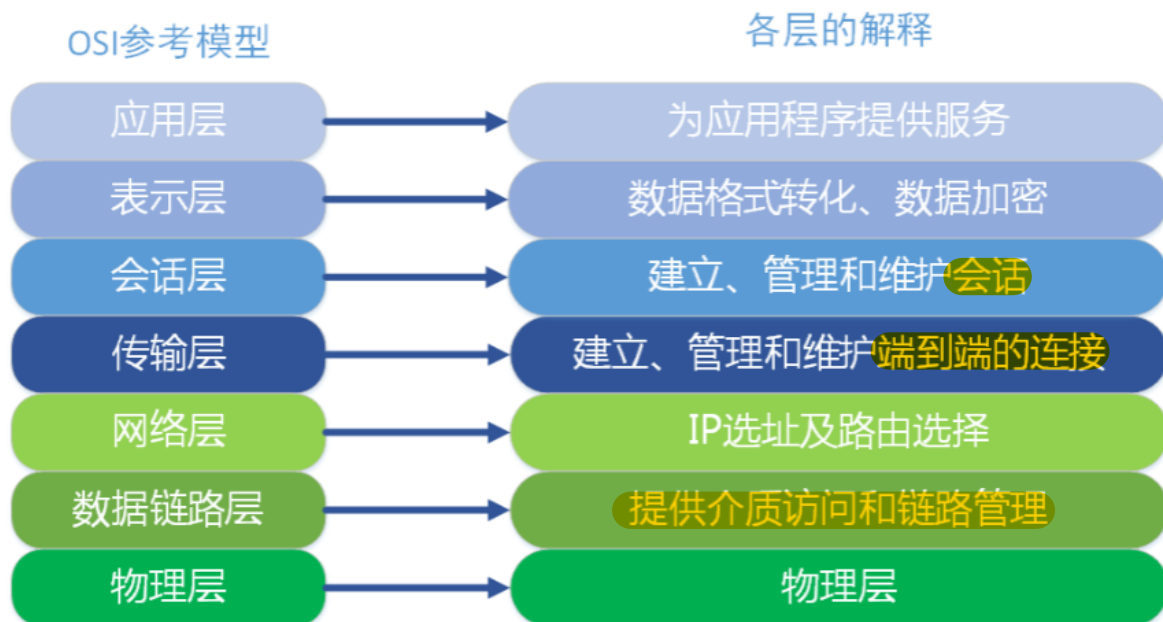 OSI参考模型
各层的解释
应用层
为应用程序提供服务
表示层
数据格式转化、数据加密
会话层
建立、管理和维护会话
传输层
建立、管理和维护端到端的连接
网络层
IP选址及路由选择
数据链路层
提供介质访问和链路管理
物理层
物理层